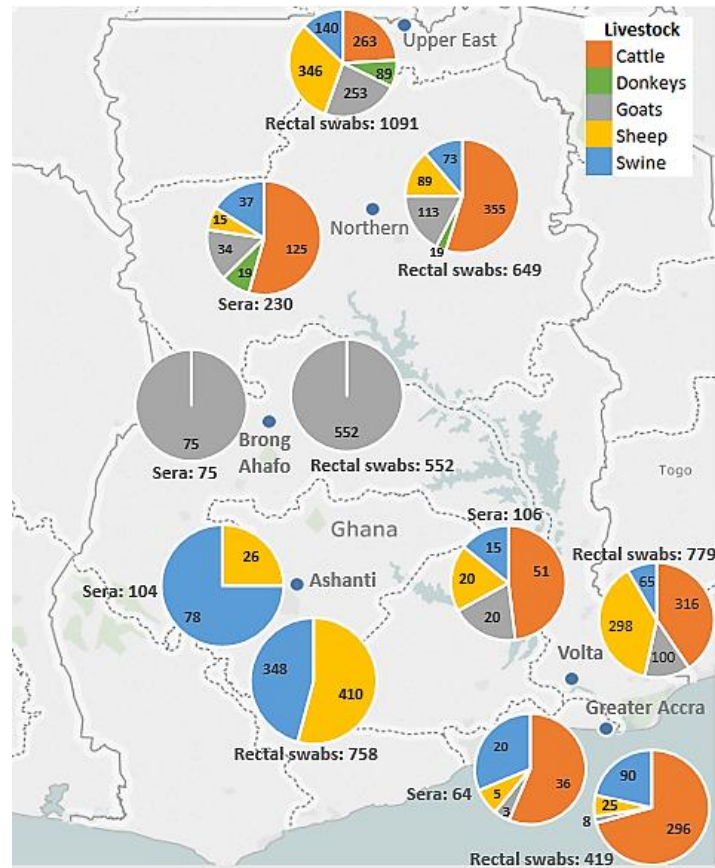 Livestock
Cattle
Donkeys
Goats
Sheep
Swine
140
263
346
89
253
Upper East
Rectal swabs: 1091
73
89
355
113
19
Northern
Rectal swabs: 649
37
15
125
34
19
Sera: 230
75
Sera: 75
Brong
Ahafo
552
Rectal swabs: 552
Togo
Ghana
Sera: 106
15
51
20
20
Rectal swabs: 779
65
316
298
100
26
Sera: 104
78
Ashanti
348
410
Rectal swabs: 758
Volta
Greater Accra
20
36
5
3
Sera: 64
90
25
8
296
Rectal swabs: 419